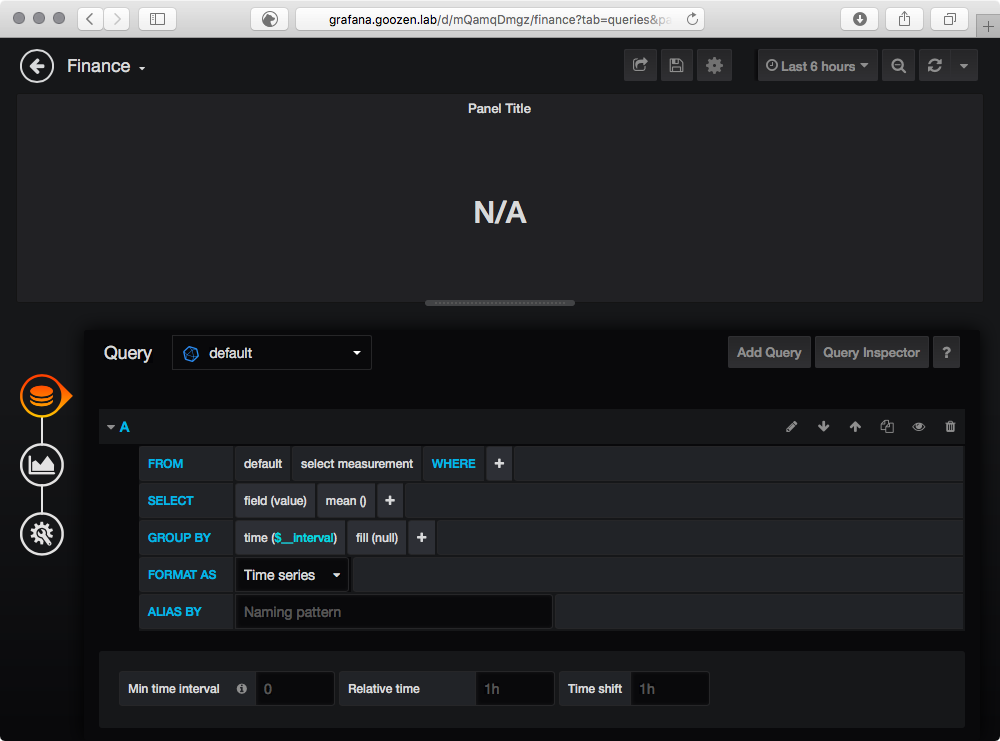 grafana.goozen.lab/d/mQamqDmgz/finance?tab=queries&pa
Finance
Last 6 hours
Panel Title
N/A
Query default Add Query Query Inspector ?
A
FROM default select measurement WHERE +
SELECT field (value) mean () +
GROUP BY time ($__interval) fill (null) +
FORMAT AS Time series
ALIAS BY Naming pattern
Min time interval 0 Relative time 1h Time shift 1h